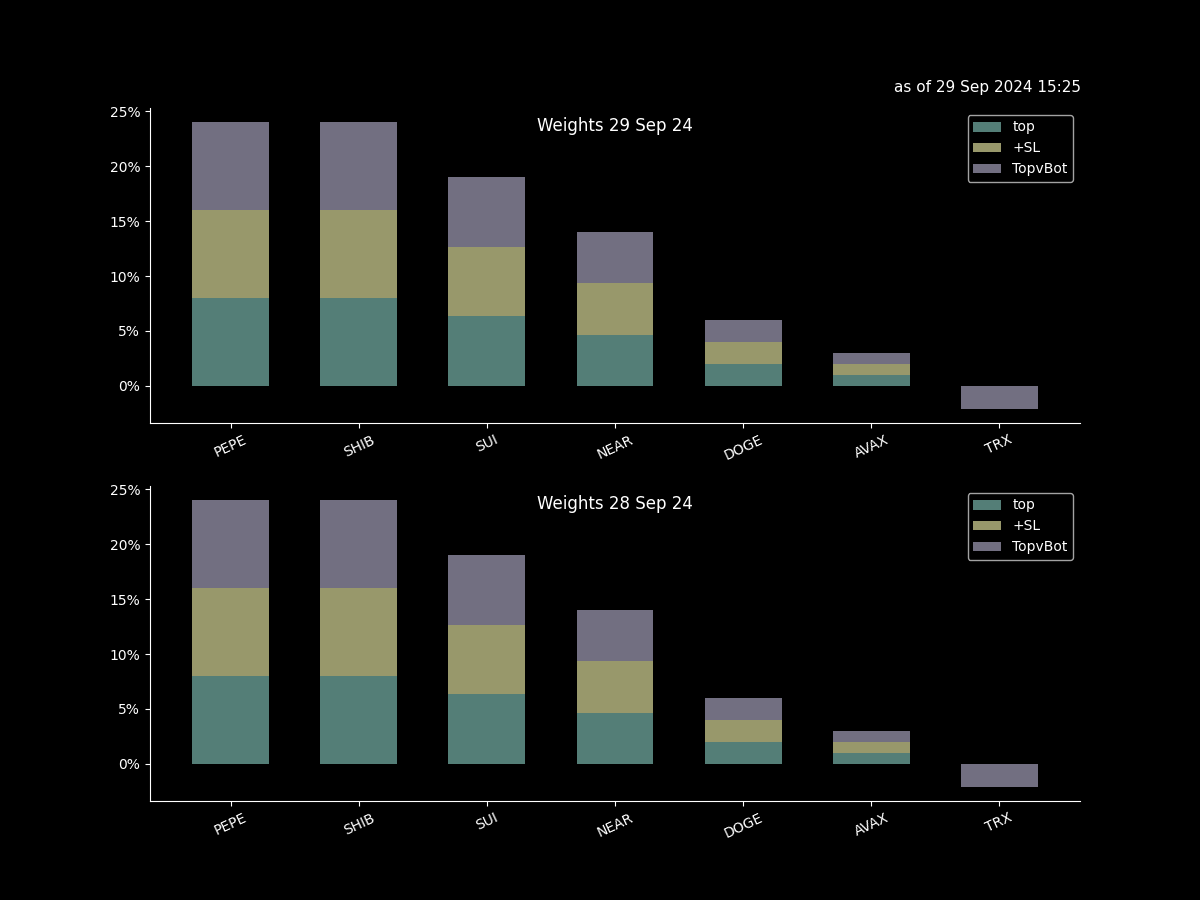 as of 29 Sep 2024 15:25
Weights 29 Sep 24
25%
20%
15%
10%
5%
0%
top
+SL
TopvBot
PEPE
SHIB
SUI
NEAR
DOGE
AVAX
TRX
Weights 28 Sep 24
25%
20%
15%
10%
5%
0%
top
+SL
TopvBot
PEPE
SHIB
SUI
NEAR
DOGE
AVAX
TRX